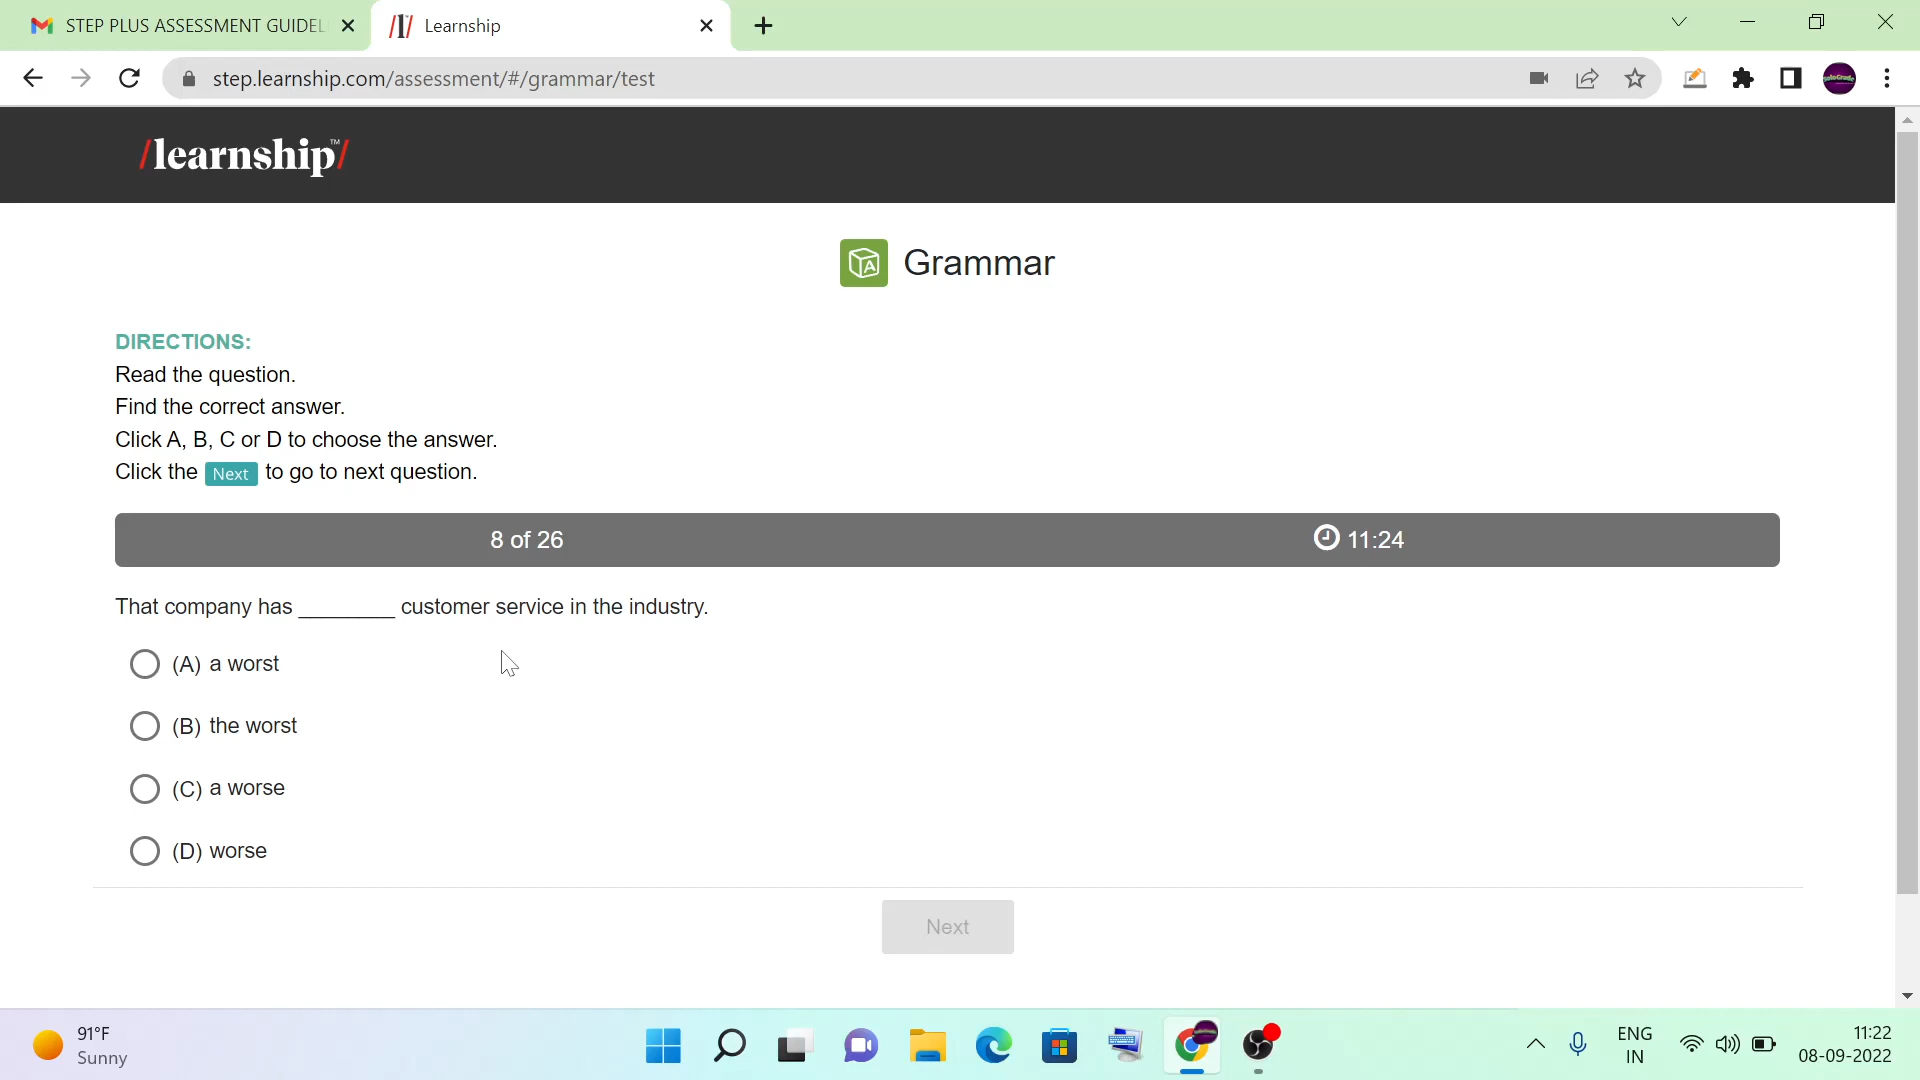 STEP PLUS ASSESSMENT GUIDEL
Learnship
step.learnship.com/assessment/#/grammar/test
/learnship™/
Grammar
DIRECTIONS:
Read the question.
Find the correct answer.
Click A, B, C or D to choose the answer.
Click the Next to go to next question.
8 of 26
11:24
That company has ________ customer service in the industry.
(A) a worst
(B) the worst
(C) a worse
(D) worse
Next
91°F
Sunny
ENG
IN
11:22
08-09-2022